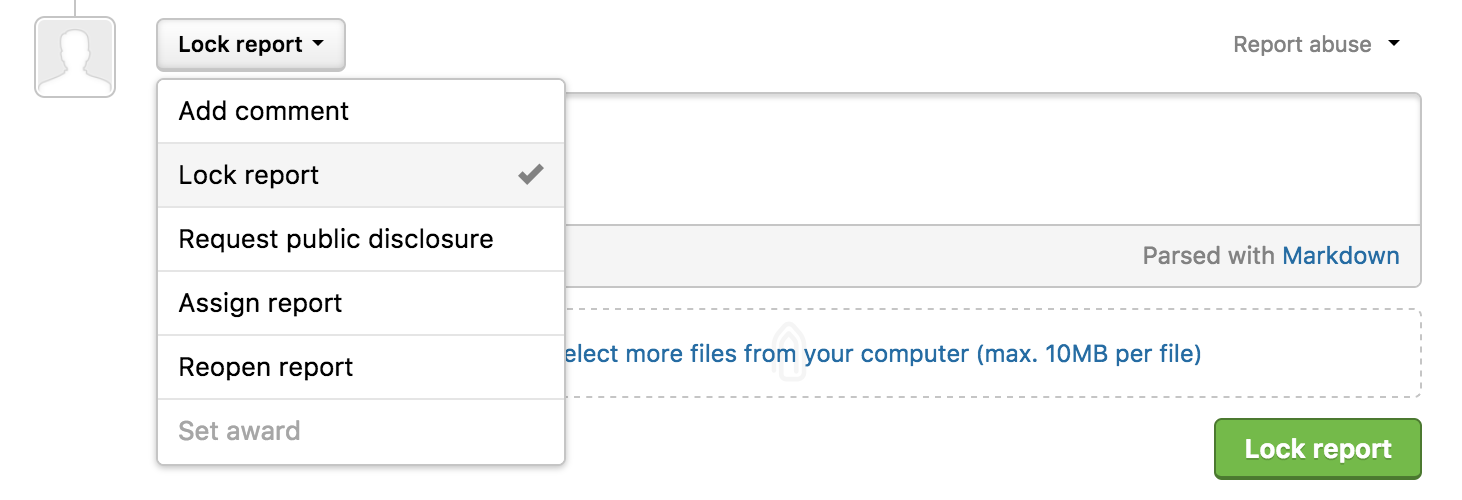 Lock report
Report abuse
Add comment
Lock report
Request public disclosure
Assign report
Reopen report
Set award
Parsed with Markdown
more files from your computer (max. 10MB per file)
Lock report